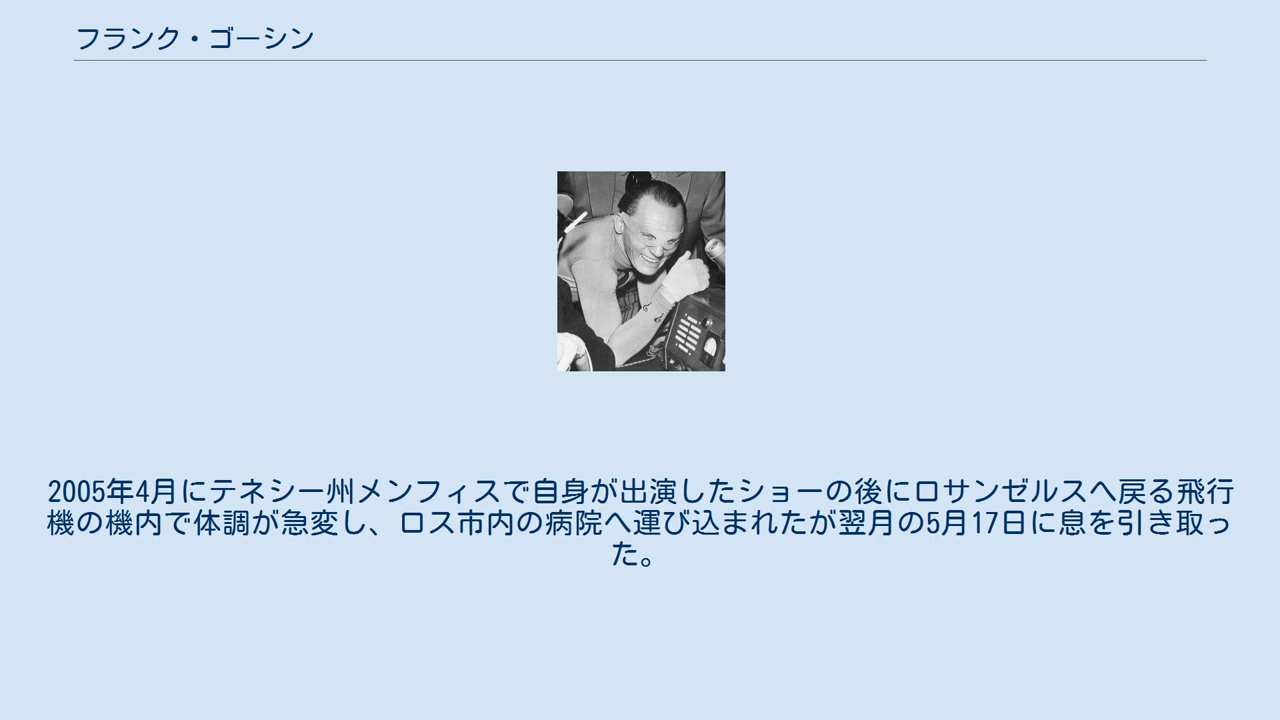 フランク・ゴーシン
2005年4月にテネシー州メンフィスで自身が出演したショーの後にロサンゼルスへ戻る飛行
機の機内で体調が急変し、ロス市内の病院へ運び込まれたが翌月の5月17日に息を引き取っ
た。